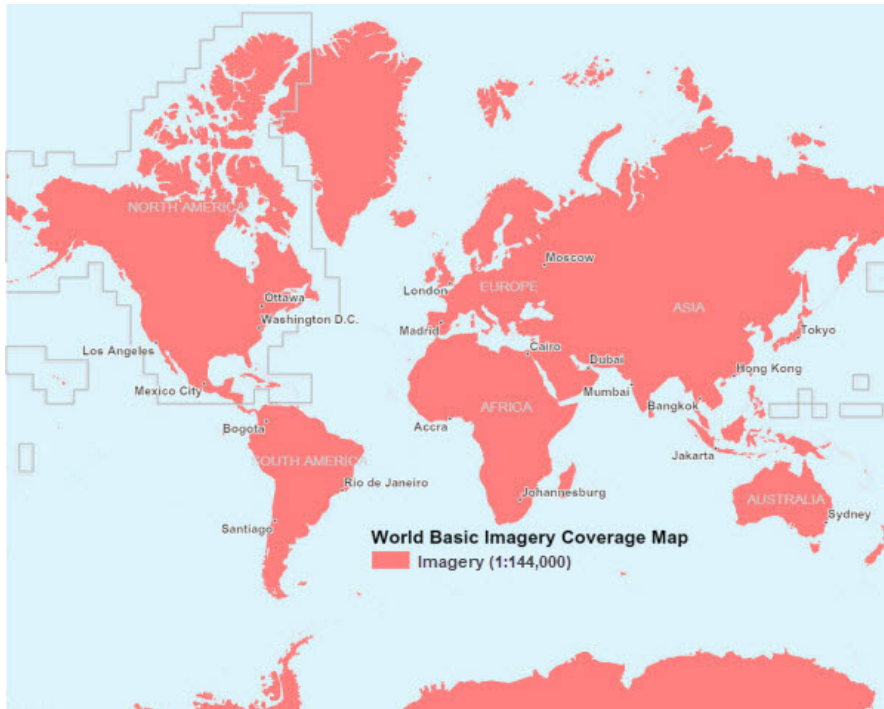 NORTH AMERICA
Ottawa
Washington D.C.
Los Angeles
Mexico City
Bogota
SOUTH AMERICA
Rio de Janeiro
Santiago
Moscow
London
EUROPE
ASIA
Madrid
Tokyo
Cairo
Dubai
Hong Kong
Mumbai
Bangkok
AFRICA
Accra
Jakarta
Johannesburg
AUSTRALIA
Sydney
World Basic Imagery Coverage Map
Imagery (1:144,000)